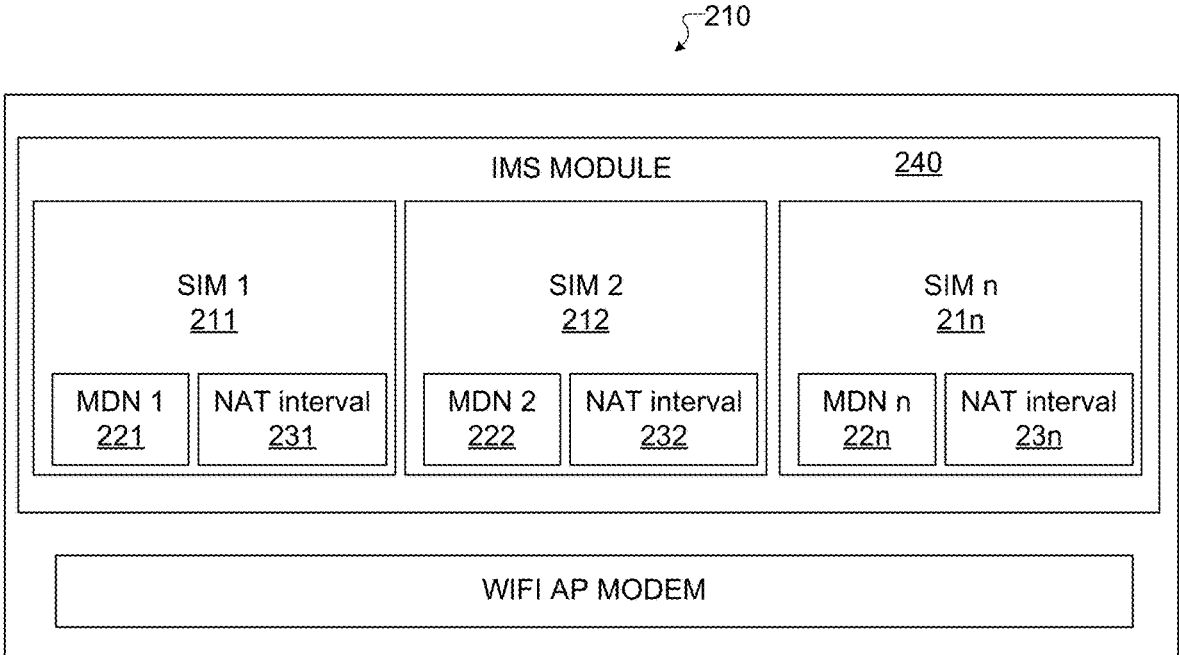 210
IMS MODULE 240
SIM 1
211
SIM 2
212
SIM n
21n
MDN 1
221
NAT interval
231
MDN 2
222
NAT interval
232
MDN n
22n
NAT interval
23n
WIFI AP MODEM